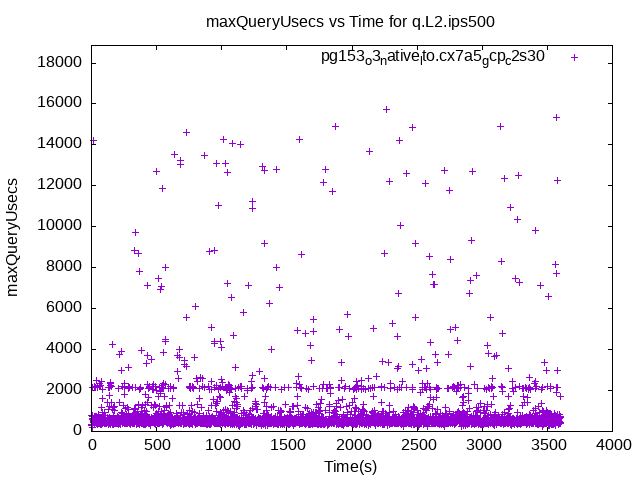 maxQueryUsecs vs Time for q.L2.ips500
pg153o3native_lto.cx7a5gcpc2s30
18000
16000
14000
12000
10000
8000
6000
4000
2000
0
maxQueryUsecs
0 500 1000 1500 2000 2500 3000 3500 4000
Time(s)